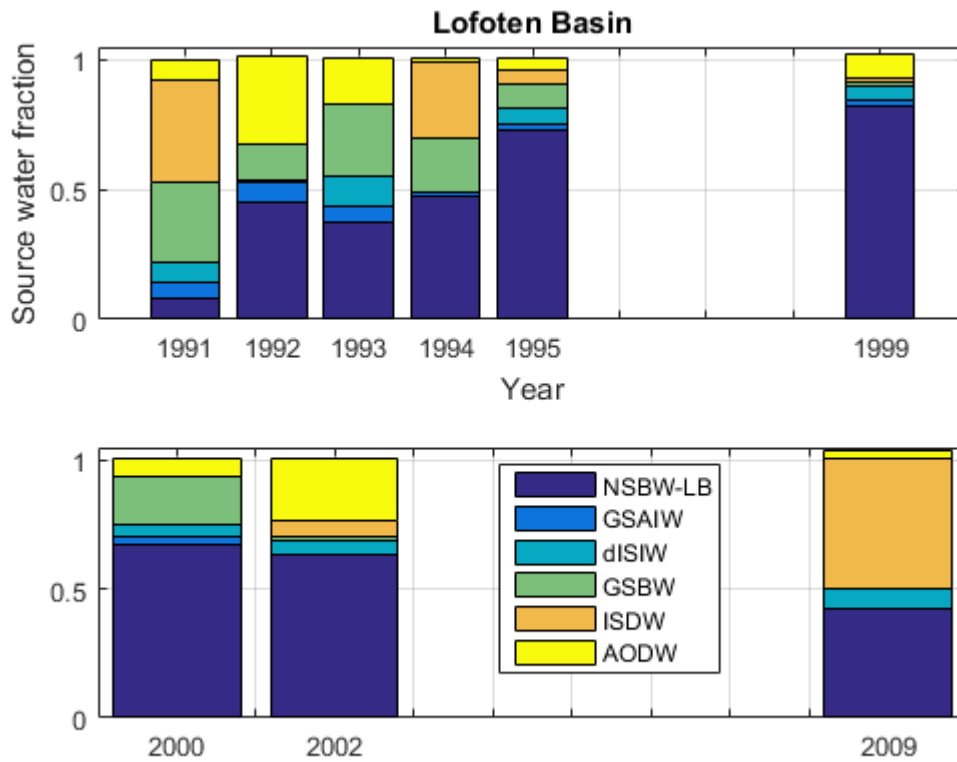 Lofoten Basin
Source water fraction
1
0.5
0
1991 1992 1993 1994 1995 1999
Year
1
0.5
0
NSBW-LB
GSAIW
dISIW
GSBW
ISDW
AODW
2000 2002 2009